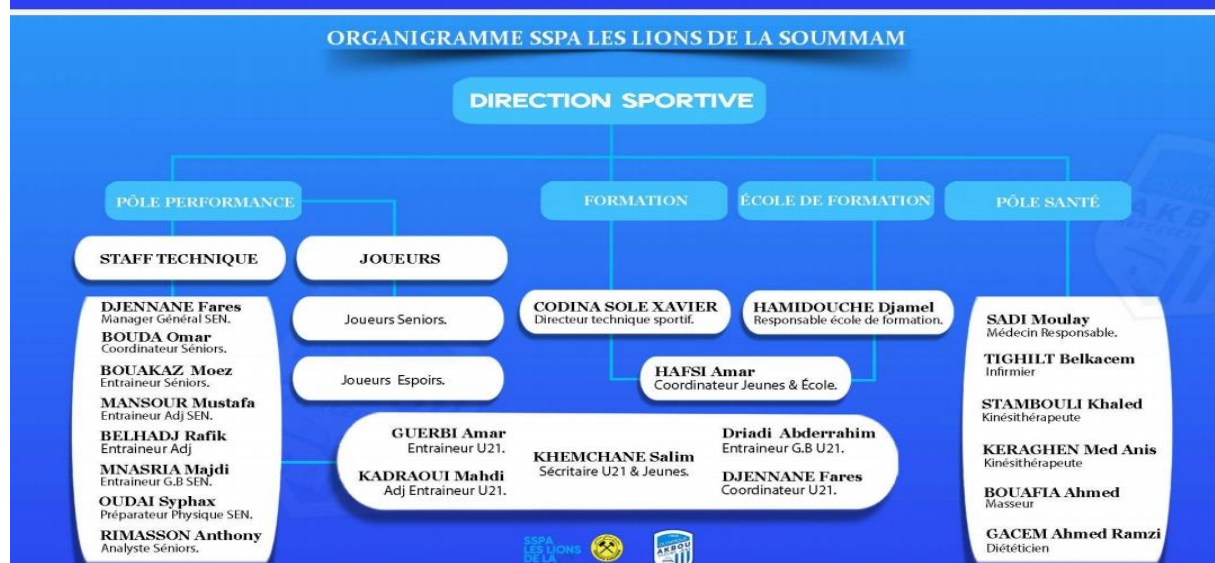 ORGANIGRAMME SSPA LES LIONS DE LA SOUMMAM
DIRECTION SPORTIVE
PÔLE PERFORMANCE
FORMATION
ÉCOLE DE FORMATION
PÔLE SANTÉ
STAFF TECHNIQUE
JOUEURS
DJENNANE Fares
Manager Général SEN.
BOUDA Omar
Coordinateur Séniors.
BOUAKAZ Moez
Entraineur Séniors.
MANSOUR Mustafa
Entraineur Adj SEN.
BELHADJ Rafik
Entraineur Adj
MNASRIA Majdi
Entraineur G.B SEN.
OUDAI Syphax
Préparateur Physique SEN.
RIMASSON Anthony
Analyste Séniors.
Joueurs Seniors.
Joueurs Espoirs.
CODINA SOLE XAVIER
Directeur technique sportif.
HAMIDOUCHE Djamel
Responsable école de formation.
HAFSI Amar
Coordinateur Jeunes & École.
GUERBI Amar
Entraineur U21.
KADRAOUI Mahdi
Adj Entraineur U21.
KHEMCHANE Salim
Sécritaire U21 & Jeunes.
Driadi Abderrahim
Entraineur G.B U21.
DJENNANE Fares
Coordinateur U21.
SADI Moulay
Médecin Responsable.
TIGHILT Belkacem
Infirmier
STAMBOULI Khaled
Kinésithérapeute
KERAGHEN Med Anis
Kinésithérapeute
BOUAFIA Ahmed
Masseur
GACEM Ahmed Ramzi
Diététicien
SSPA
LES LIONS
DE LA
AKBOU